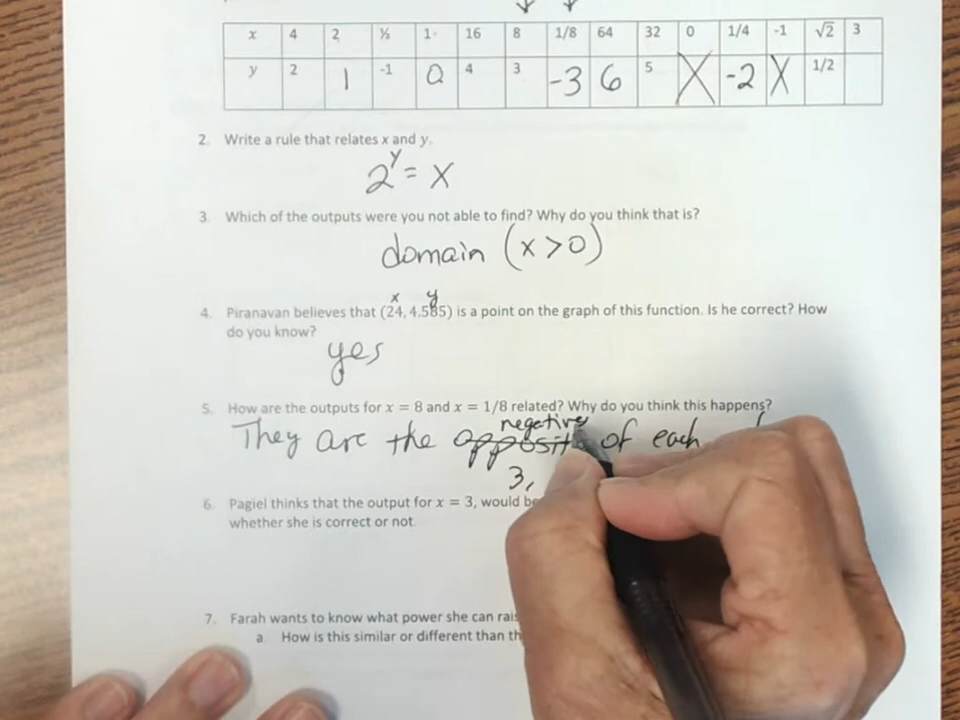 x 4 2 ½ 1 16 8 1/8 64 32 0 1/4 -1 √2 3
y 2 1 -1 0 4 3 -3 6 5 X -2 X 1/2
2. Write a rule that relates x and y.
2^y = x
3. Which of the outputs were you not able to find? Why do you think that is?
domain (x > 0)
x y
4. Piranavan believes that (24, 4.585) is a point on the graph of this function. Is he correct? How
do you know?
yes
5. How are the outputs for x = 8 and x = 1/8 related? Why do you think this happens?
negative
They are the opposite of each
3,
6. Pagiel thinks that the output for x = 3, would be
whether she is correct or not.
7. Farah wants to know what power she can
a. How is this similar or different than